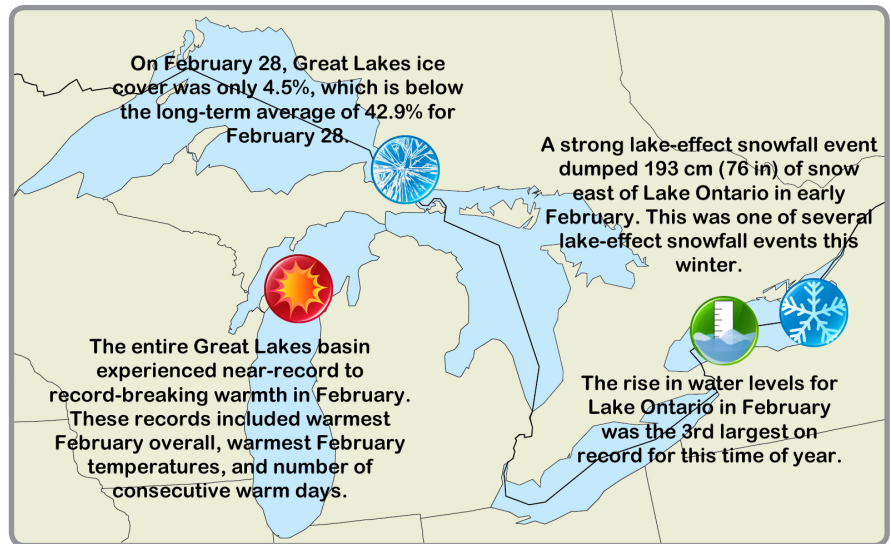 On February 28, Great Lakes ice
cover was only 4.5%, which is below
the long-term average of 42.9% for
February 28.
A strong lake-effect snowfall event
dumped 193 cm (76 in) of snow
east of Lake Ontario in early
February. This was one of several
lake-effect snowfall events this
winter.
The entire Great Lakes basin
experienced near-record to
record-breaking warmth in February.
These records included warmest
February overall, warmest February
temperatures, and number of
consecutive warm days.
The rise in water levels for
Lake Ontario in February
was the 3rd largest on
record for this time of year.